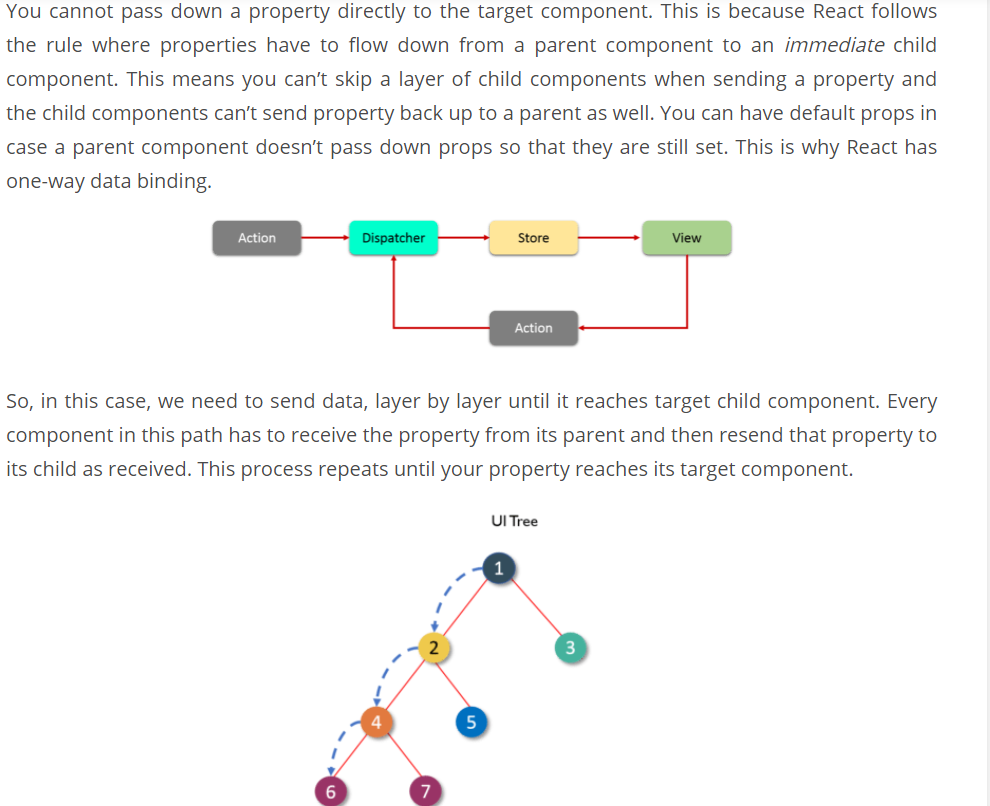 You cannot pass down a property directly to the target component. This is because React follows
the rule where properties have to flow down from a parent component to an immediate child
component. This means you can’t skip a layer of child components when sending a property and
the child components can’t send property back up to a parent as well. You can have default props in
case a parent component doesn’t pass down props so that they are still set. This is why React has
one-way data binding.
Action
Dispatcher
Store
View
Action
So, in this case, we need to send data, layer by layer until it reaches target child component. Every
component in this path has to receive the property from its parent and then resend that property to
its child as received. This process repeats until your property reaches its target component.
UI Tree
1
2
3
4
5
6
7